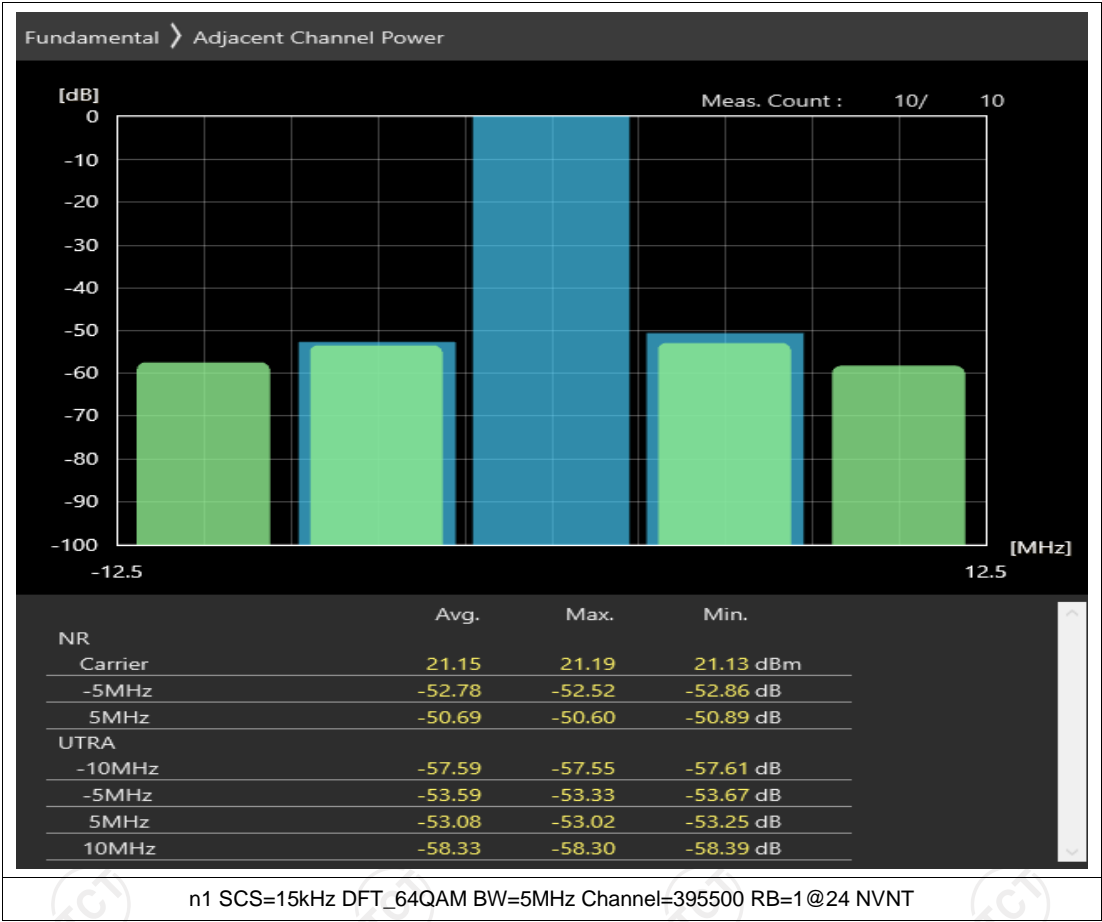 Fundamental ❯ Adjacent Channel Power
[dB]
Meas. Count : 10/ 10
0
-10
-20
-30
-40
-50
-60
-70
-80
-90
-100
[MHz]
-12.5 12.5
Avg. Max. Min.
NR
Carrier 21.15 21.19 21.13 dBm
-5MHz -52.78 -52.52 -52.86 dB
5MHz -50.69 -50.60 -50.89 dB
UTRA
-10MHz -57.59 -57.55 -57.61 dB
-5MHz -53.59 -53.33 -53.67 dB
5MHz -53.08 -53.02 -53.25 dB
10MHz -58.33 -58.30 -58.39 dB
n1 SCS=15kHz DFT_64QAM BW=5MHz Channel=395500 RB=1@24 NVNT
TCT TCT TCT TCT